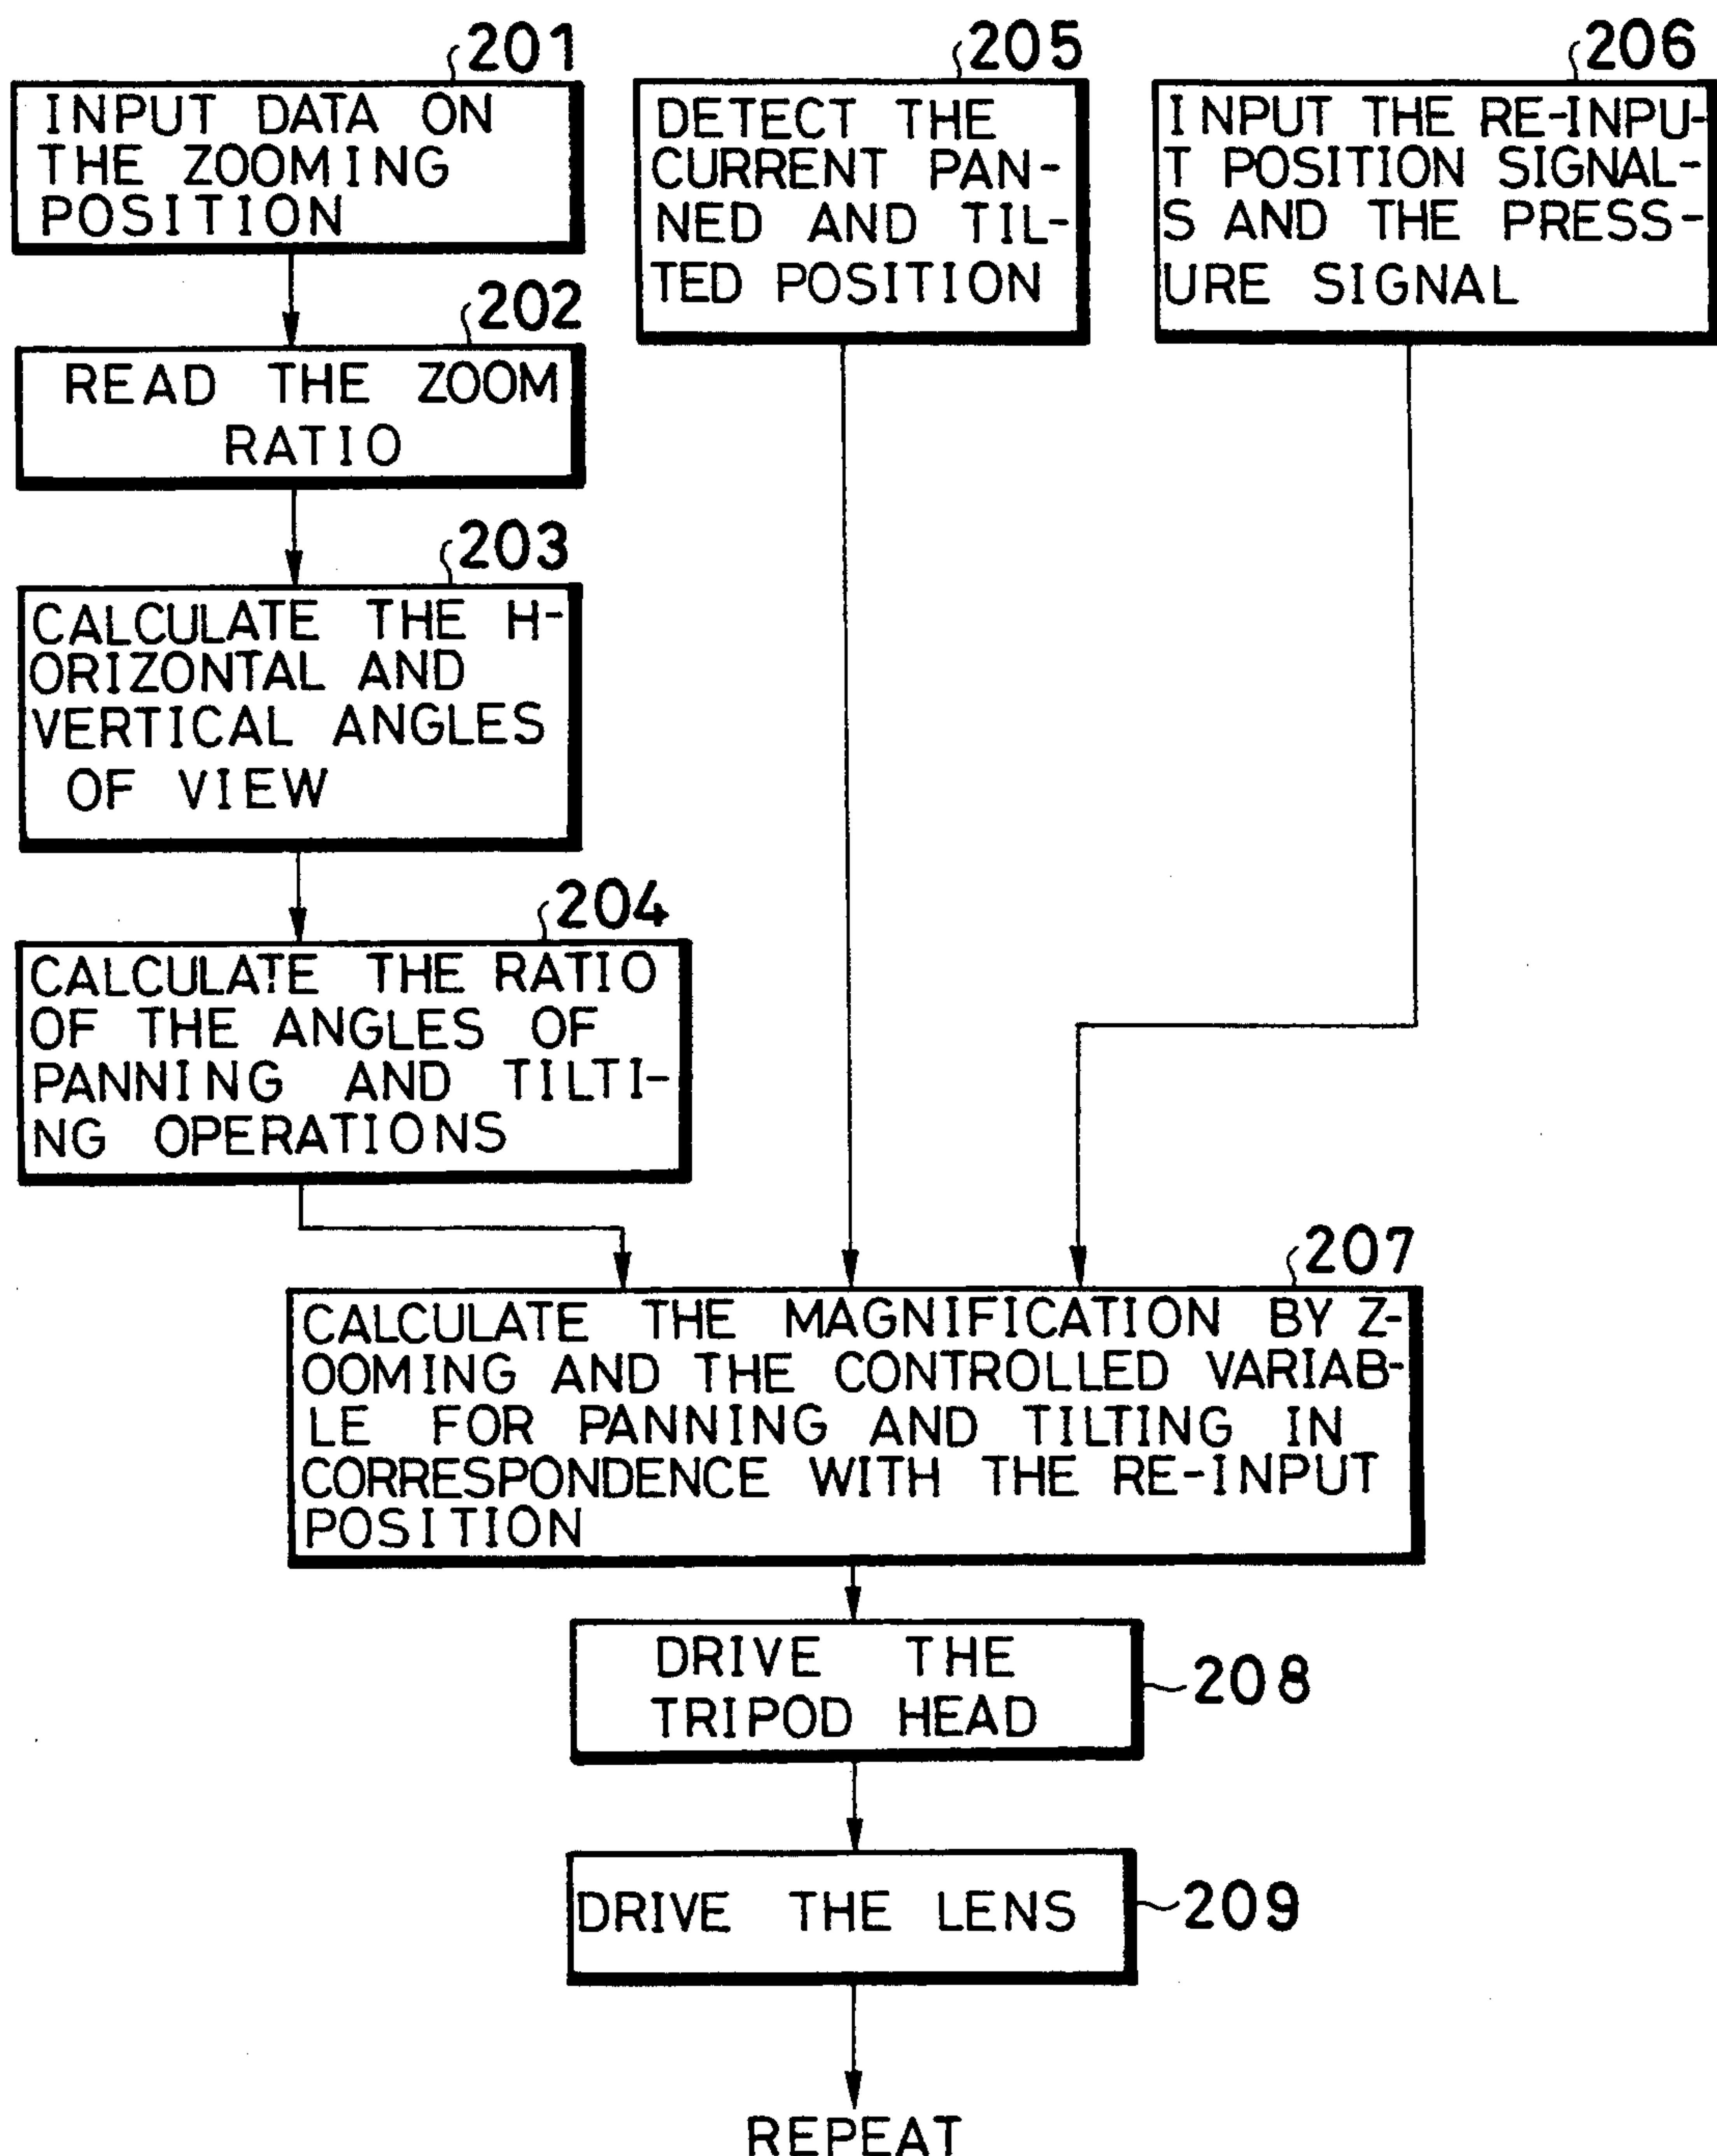 201
INPUT DATA ON
THE ZOOMING
POSITION
202
READ THE ZOOM
RATIO
203
CALCULATE THE H-
ORIZONTAL AND
VERTICAL ANGLES
OF VIEW
204
CALCULATE THE RATIO
OF THE ANGLES OF
PANNING AND TILTI-
NG OPERATIONS
205
DETECT THE
CURRENT PAN-
NED AND TIL-
TED POSITION
206
INPUT THE RE-INPU-
T POSITION SIGNAL-
S AND THE PRESS-
URE SIGNAL
207
CALCULATE THE MAGNIFICATION BY Z-
OOMING AND THE CONTROLLED VARIAB-
LE FOR PANNING AND TILTING IN
CORRESPONDENCE WITH THE RE-INPUT
POSITION
DRIVE THE
TRIPOD HEAD
208
DRIVE THE LENS
209
REPEAT